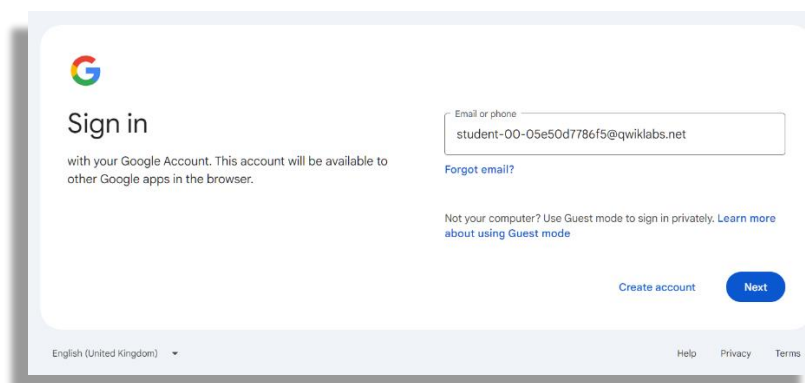 Sign in
with your Google Account. This account will be available to
other Google apps in the browser.
Email or phone
student-00-05e50d7786f5@qwiklabs.net
Forgot email?
Not your computer? Use Guest mode to sign in privately. Learn more
about using Guest mode
Create account
Next
English (United Kingdom)
Help
Privacy
Terms